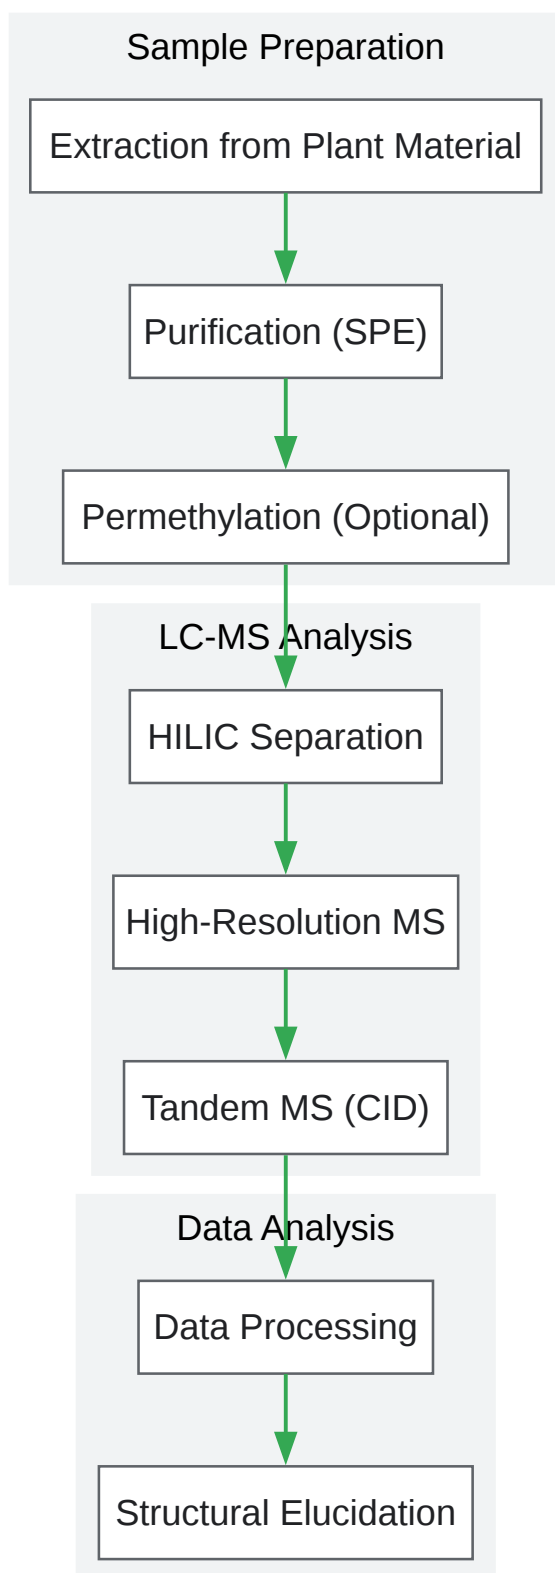 Sample Preparation
Extraction from Plant Material
Purification (SPE)
Permethylation (Optional)
LC-MS Analysis
HILIC Separation
High-Resolution MS
Tandem MS (CID)
Data Analysis
Data Processing
Structural Elucidation